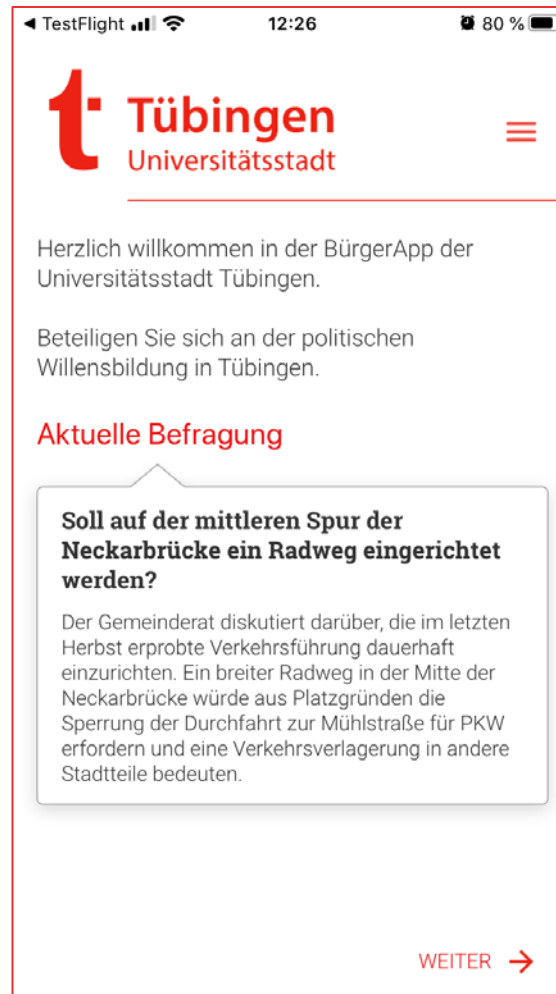 TestFlight 12:26 80 %
Tübingen
Universitätsstadt
Herzlich willkommen in der BürgerApp der
Universitätsstadt Tübingen.
Beteiligen Sie sich an der politischen
Willensbildung in Tübingen.
Aktuelle Befragung
Soll auf der mittleren Spur der
Neckarbrücke ein Radweg eingerichtet
werden?
Der Gemeinderat diskutiert darüber, die im letzten
Herbst erprobte Verkehrsführung dauerhaft
einzurichten. Ein breiter Radweg in der Mitte der
Neckarbrücke würde aus Platzgründen die
Sperrung der Durchfahrt zur Mühlstraße für PKW
erfordern und eine Verkehrsverlagerung in andere
Stadtteile bedeuten.
WEITER